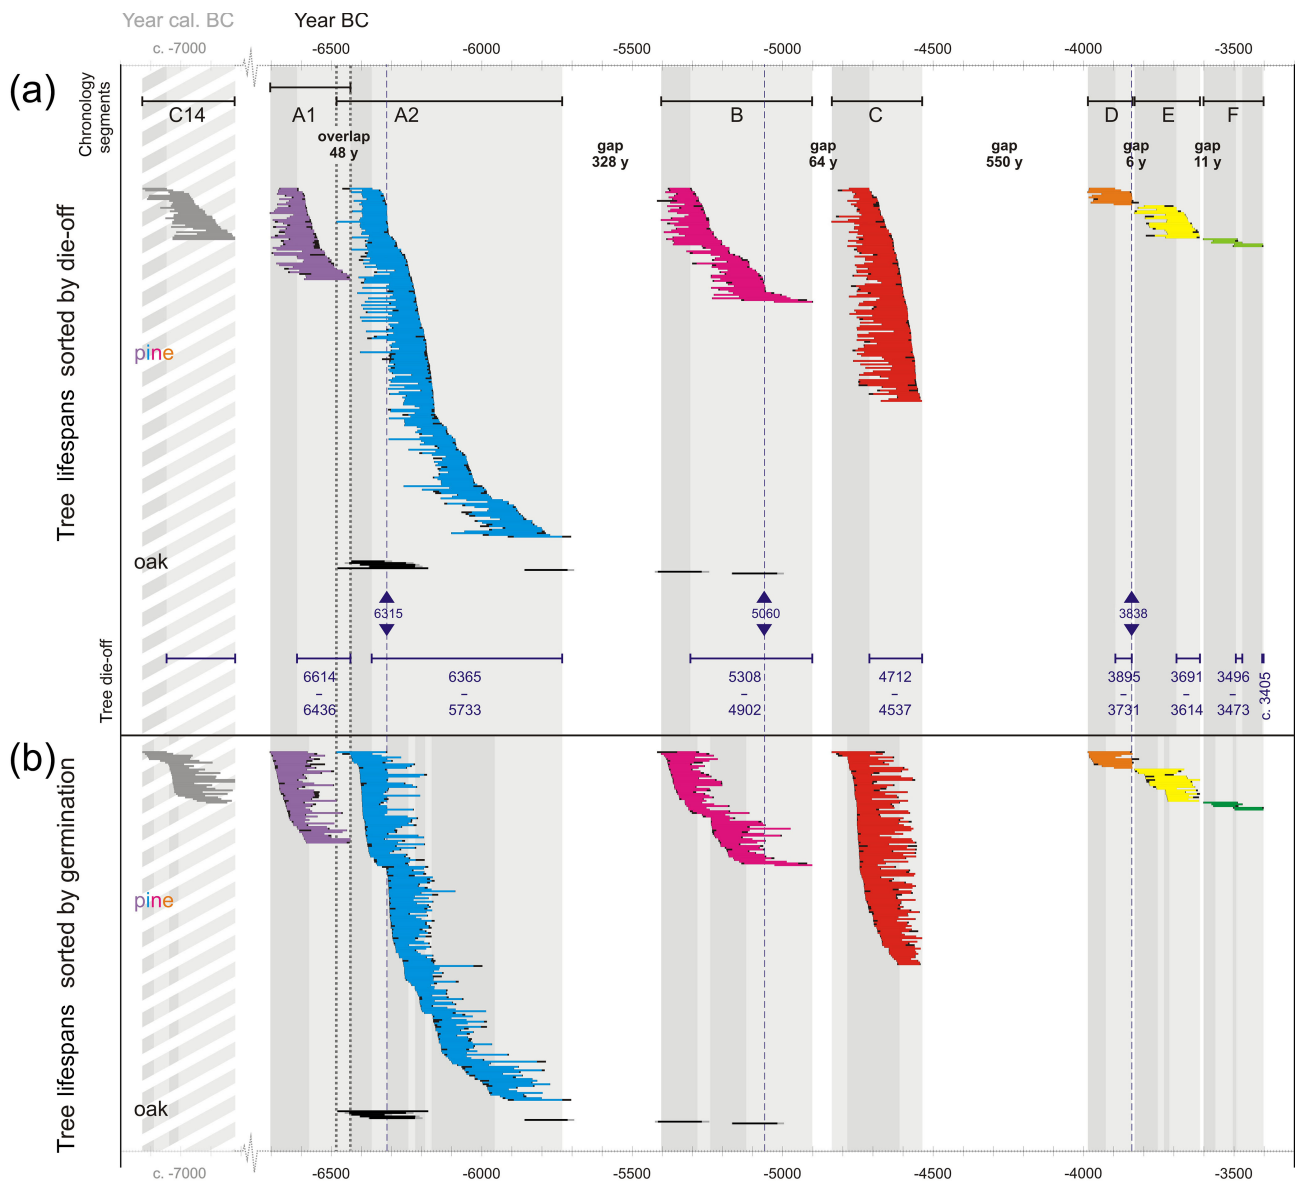 Year cal. BC Year BC
c. -7000 -6500 -6000 -5500 -5000 -4500 -4000 -3500
(a)
Chronology
segments
C14 A1 A2 B C D E F
overlap
48 y
gap
328 y
gap
64 y
gap
550 y
gap
6 y
gap
11 y
Tree lifespans sorted by die-off
pine
oak
6315 5060 3838
Tree die-off
6614
–
6436
6365
–
5733
5308
–
4902
4712
–
4537
3895
–
3731
3691
–
3614
3496
–
3473
c. 3405
(b)
Tree lifespans sorted by germination
pine
oak
c. -7000 -6500 -6000 -5500 -5000 -4500 -4000 -3500